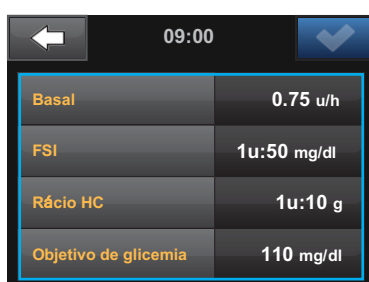 09:00
Basal 0.75 u/h
FSI 1u:50 mg/dl
Rácio HC 1u:10 g
Objetivo de glicemia 110 mg/dl